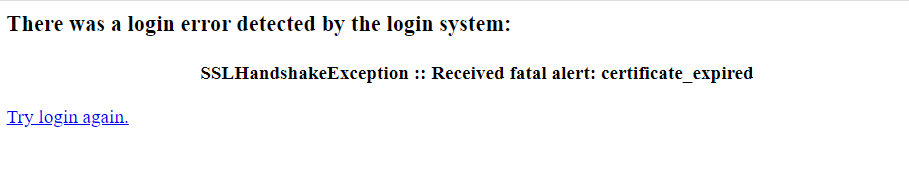 There was a login error detected by the login system:
SSLHandshakeException :: Received fatal alert: certificate_expired
Try login again.